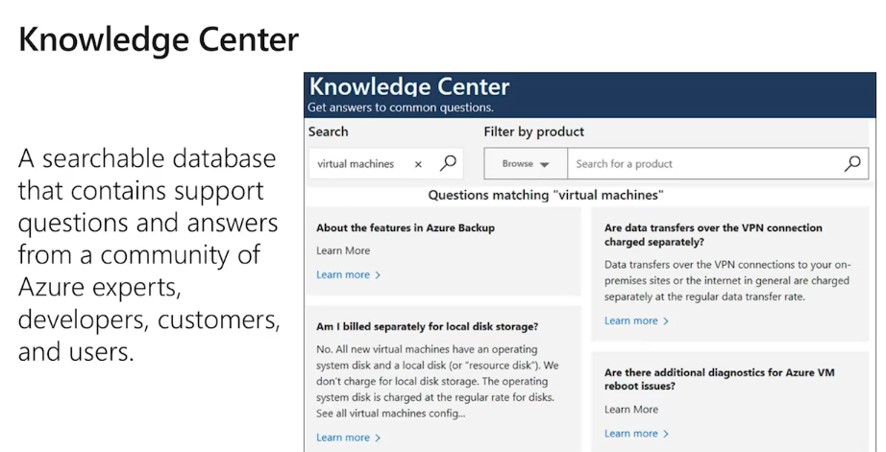 Knowledge Center
A searchable database
that contains support
questions and answers
from a community of
Azure experts,
developers, customers,
and users.
Knowledge Center
Get answers to common questions.
Search
Filter by product
virtual machines ×
Browse
Search for a product
Questions matching "virtual machines"
About the features in Azure Backup
Learn More
Learn more >
Am I billed separately for local disk storage?
No. All new virtual machines have an operating
system disk and a local disk (or "resource disk"). We
don't charge for local disk storage. The operating
system disk is charged at the regular rate for disks.
See all virtual machines config...
Learn more >
Are data transfers over the VPN connection
charged separately?
Data transfers over the VPN connections to your on-
premises sites or the internet in general are charged
separately at the regular data transfer rate.
Learn more >
Are there additional diagnostics for Azure VM
reboot issues?
Learn More
Learn more >